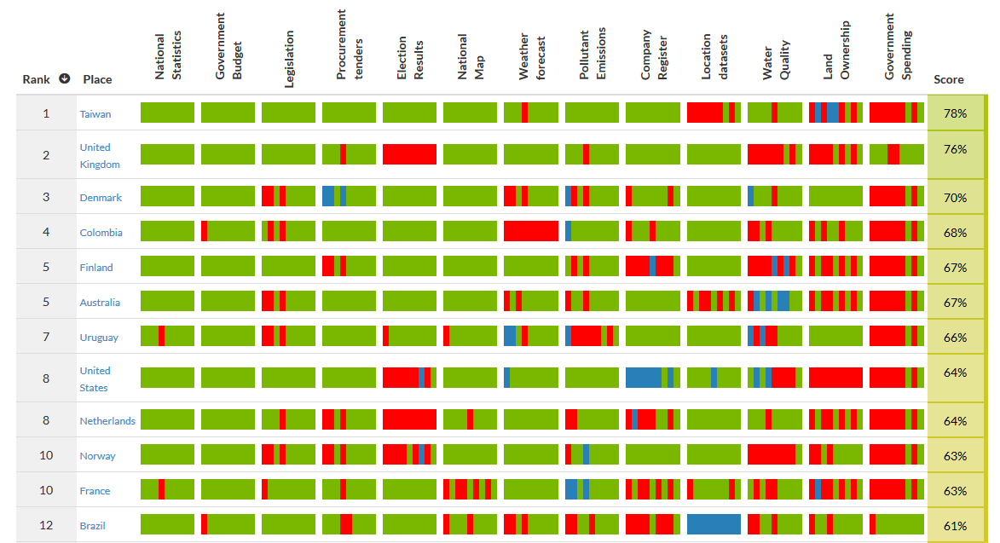 National Statistics
Government Budget
Legislation
Procurement tenders
Election Results
National Map
Weather forecast
Pollutant Emissions
Company Register
Location datasets
Water Quality
Land Ownership
Government Spending
Rank Place Score
1 Taiwan 78%
2 United Kingdom 76%
3 Denmark 70%
4 Colombia 68%
5 Finland 67%
5 Australia 67%
7 Uruguay 66%
8 United States 64%
8 Netherlands 64%
10 Norway 63%
10 France 63%
12 Brazil 61%